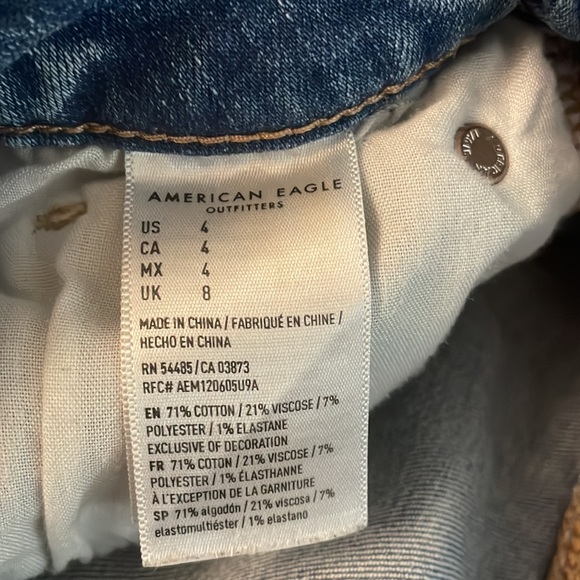 AMERICAN EAGLE
OUTFITTERS
US 4
CA 4
MX 4
UK 8
MADE IN CHINA / FABRIQUÉ EN CHINE /
HECHO EN CHINA
RN 54485 / CA 03873
RFC# AEM120605U9A
EN 71% COTTON / 21% VISCOSE / 7%
POLYESTER / 1% ELASTANE
EXCLUSIVE OF DECORATION
FR 71% COTON / 21% VISCOSE / 7%
POLYESTER / 1% ÉLASTHANNE
À L'EXCEPTION DE LA GARNITURE
SP 71% algodón / 21% viscosa / 7%
elastomultiéster / 1% elastano